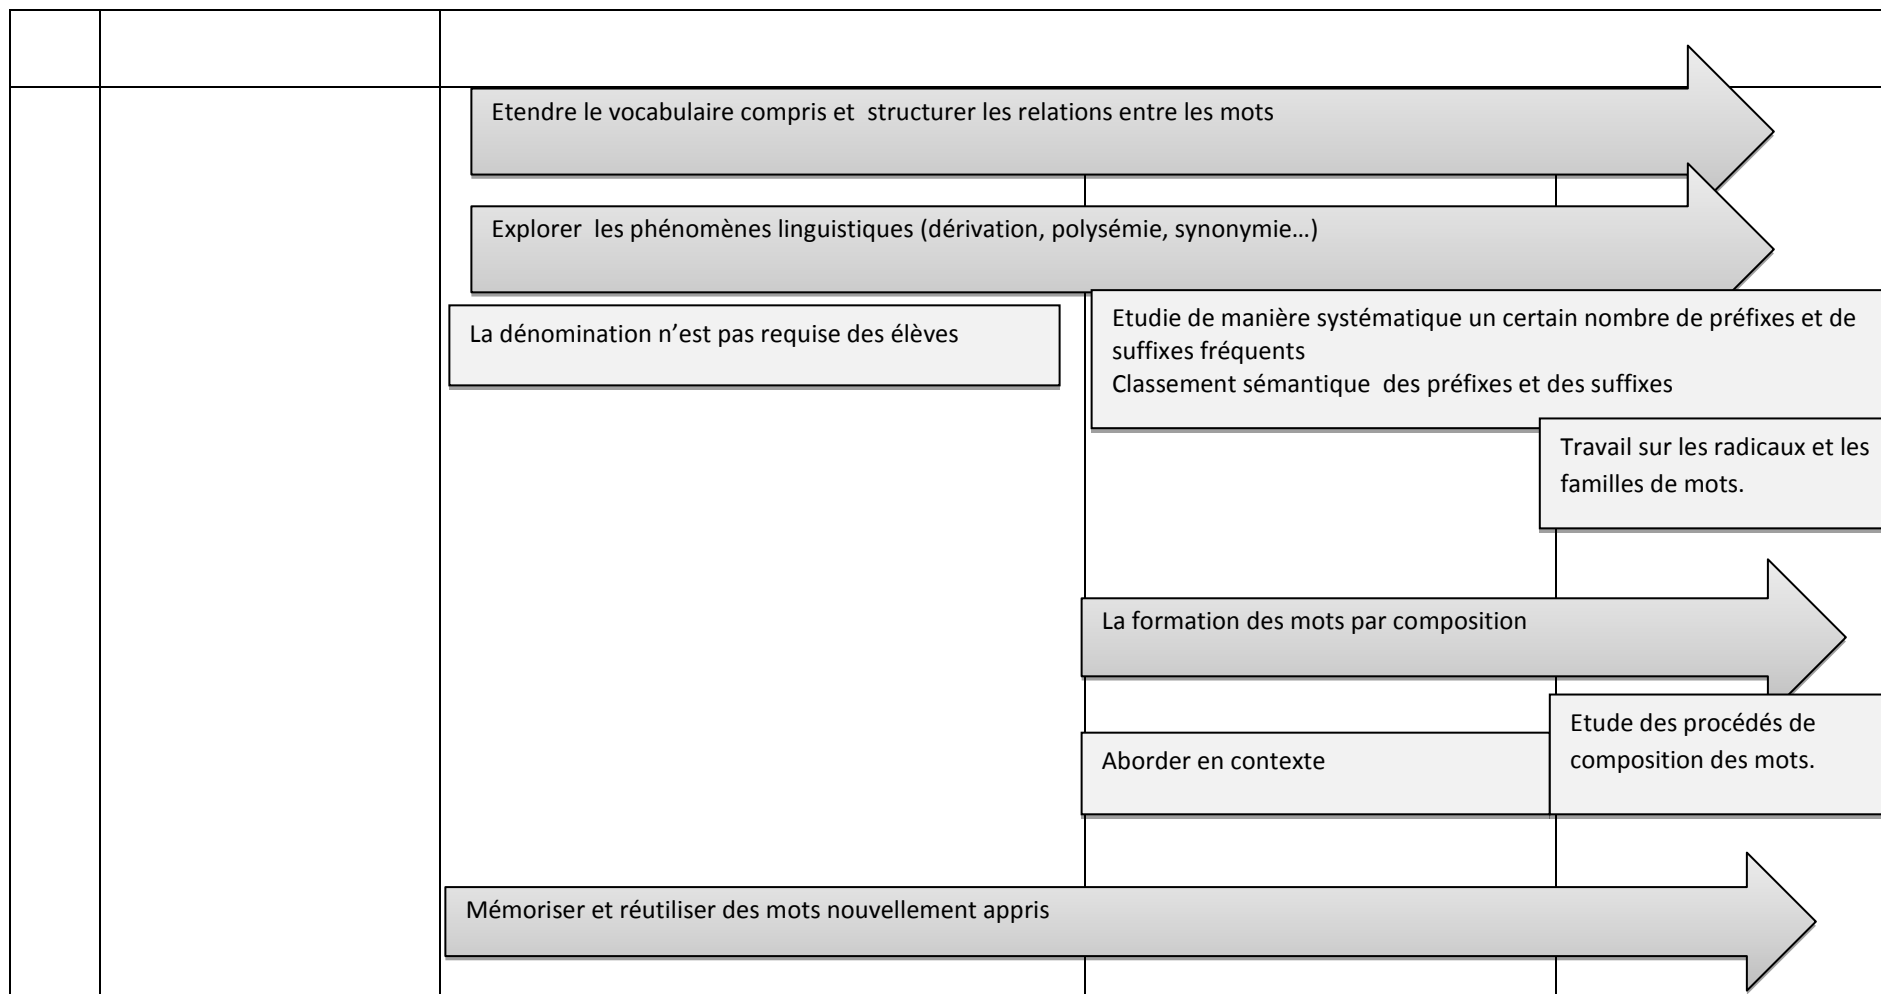 Etendre le vocabulaire compris et  structurer les relations entre les mots
Explorer  les phénomènes linguistiques (dérivation, polysémie, synonymie…)
La dénomination n’est pas requise des élèves
Etudie de manière systématique un certain nombre de préfixes et de
suffixes fréquents
Classement sémantique  des préfixes et des suffixes
Travail sur les radicaux et les
familles de mots.
La formation des mots par composition
Aborder en contexte
Etude des procédés de
composition des mots.
Mémoriser et réutiliser des mots nouvellement appris